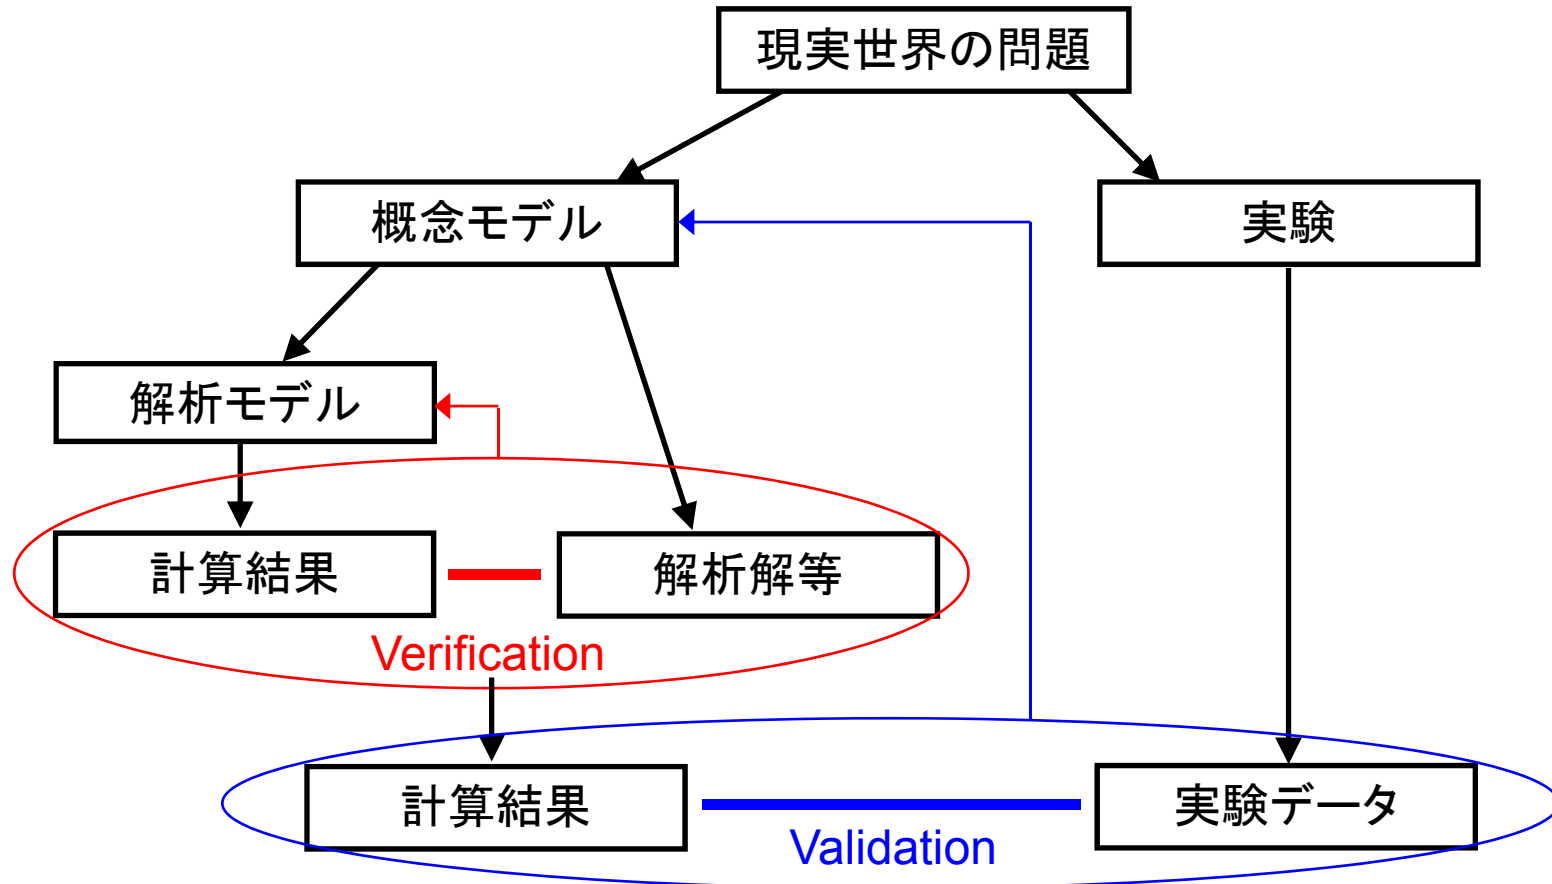 現実世界の問題
概念モデル
実験
解析モデル
計算結果
解析解等
Verification
計算結果
実験データ
Validation